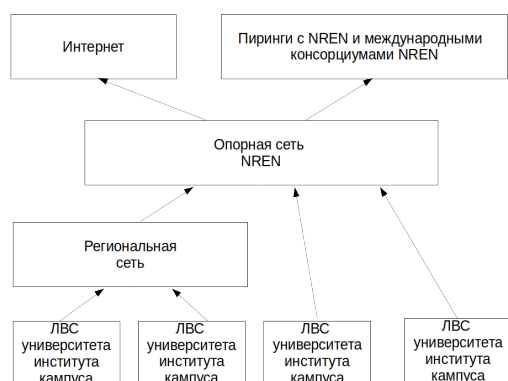 Интернет
Пиринги с NREN и международными
консорциумами NREN
Опорная сеть
NREN
Региональная
сеть
ЛВС
университета
института
кампуса
ЛВС
университета
института
кампуса
ЛВС
университета
института
кампуса
ЛВС
университета
института
кампуса